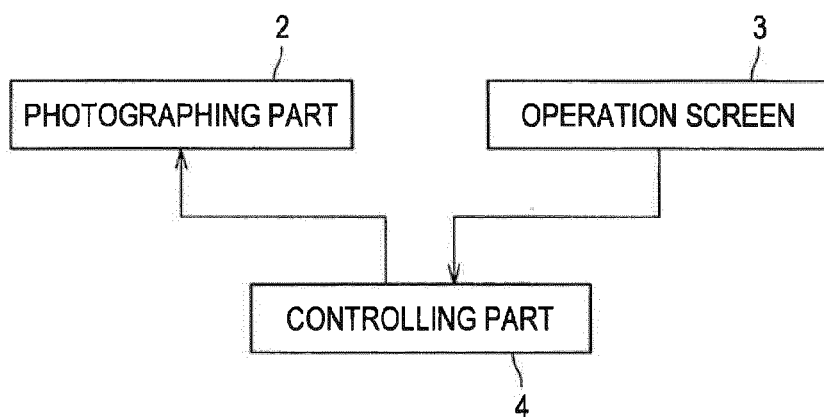 2
3
PHOTOGRAPHING PART
OPERATION SCREEN
CONTROLLING PART
4